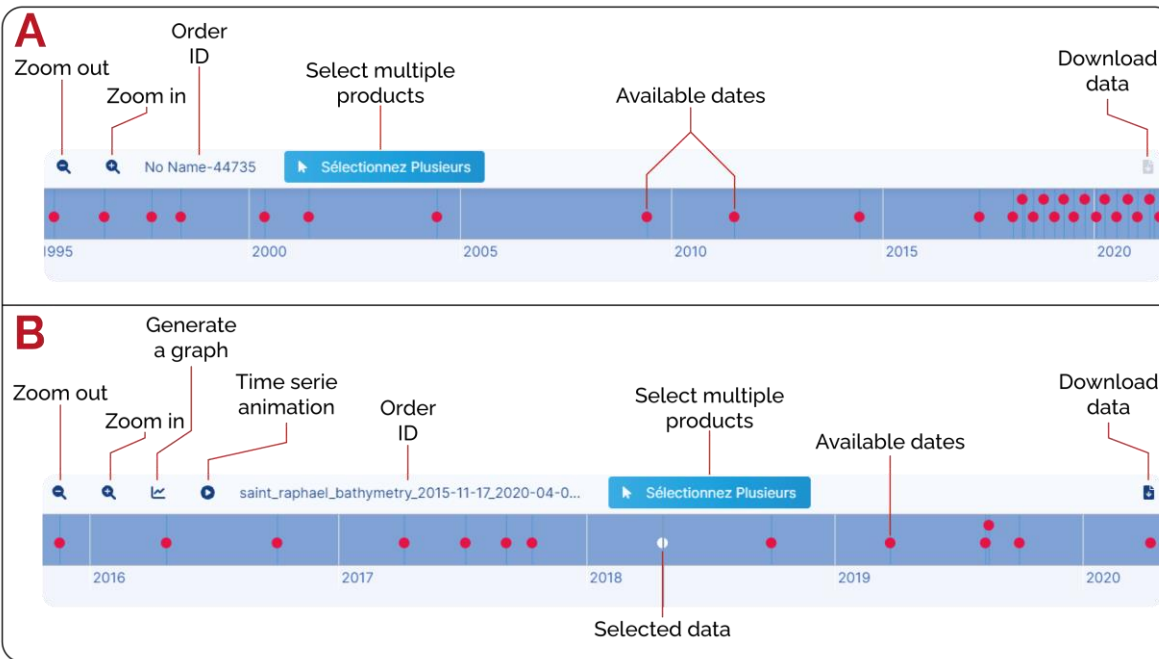 A
Order
ID
Zoom out
Select multiple
products
Download
data
Zoom in
Available dates
No Name-44735
Sélectionnez Plusieurs
1995
2000
2005
2010
2015
2020
B
Generate
a graph
Zoom out
Time serie
animation
Select multiple
products
Download
data
Zoom in
Order
ID
Available dates
saint_raphael_bathymetry_2015-11-17_2020-04-0...
Sélectionnez Plusieurs
2016
2017
2018
2019
2020
Selected data